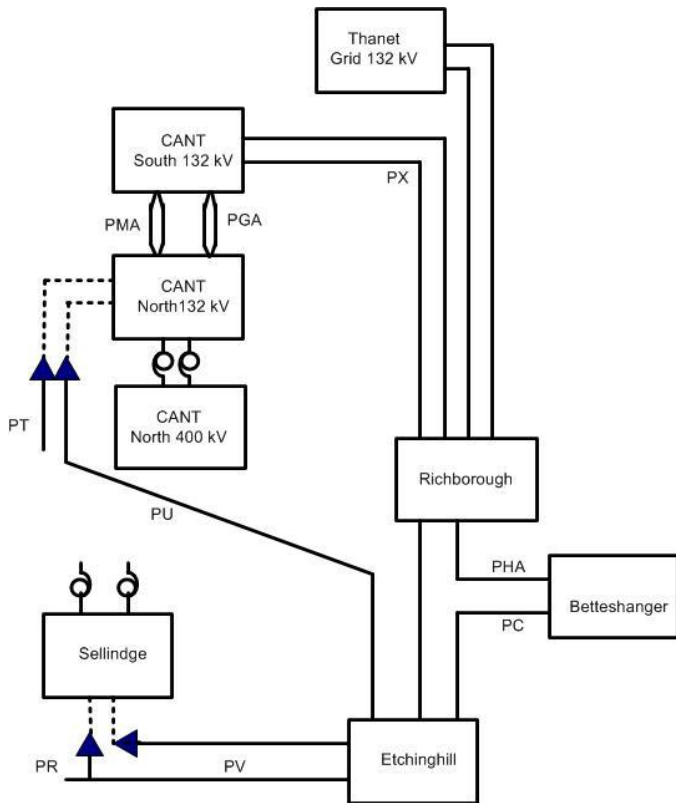 Thanet
Grid 132 kV
CANT
South 132 kV
PX
PMA
PGA
CANT
North132 kV
CANT
North 400 kV
PT
Richborough
PU
PHA
Betteshanger
PC
Sellindge
Etchinghill
PR
PV